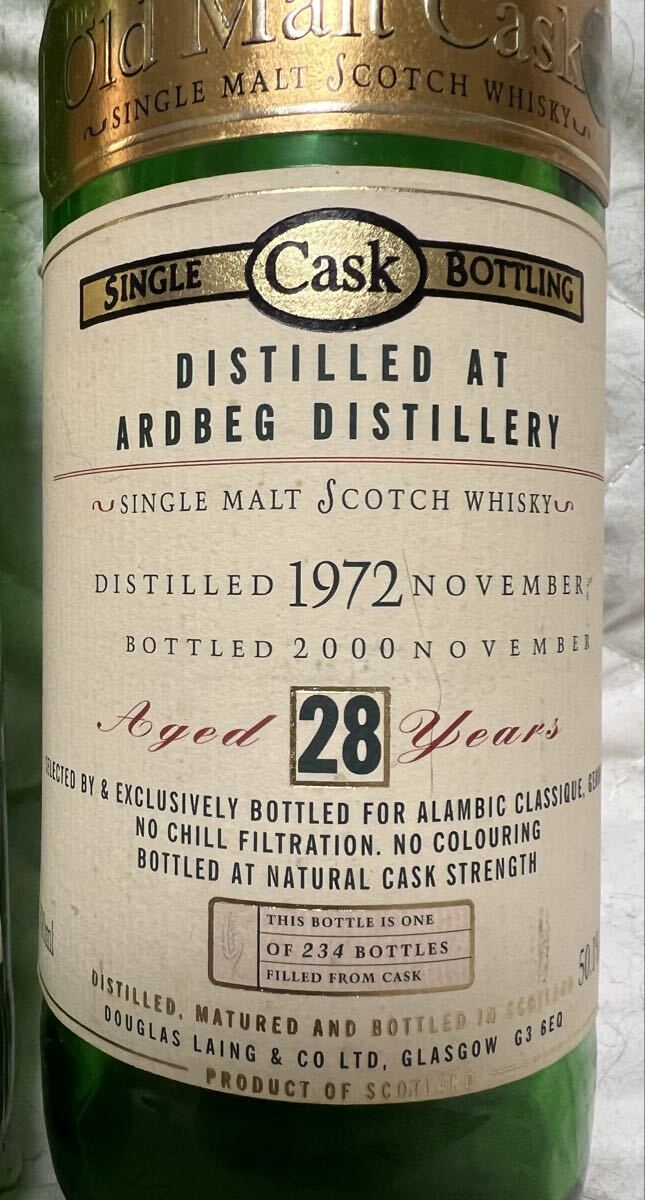 Old Malt Cask
SINGLE MALT SCOTCH WHISKY
SINGLE Cask BOTTLING
DISTILLED AT
ARDBEG DISTILLERY
SINGLE MALT SCOTCH WHISKY
DISTILLED 1972 NOVEMBER
BOTTLED 2000 NOVEMBER
Aged 28 Years
SELECTED BY & EXCLUSIVELY BOTTLED FOR ALAMBIC CLASSIQUE,
NO CHILL FILTRATION. NO COLOURING
BOTTLED AT NATURAL CASK STRENGTH
THIS BOTTLE IS ONE
OF 234 BOTTLES
FILLED FROM CASK
DISTILLED, MATURED AND BOTTLED IN SCOTLAND
DOUGLAS LAING & CO LTD, GLASGOW G3 6EQ
PRODUCT OF SCOTLAND